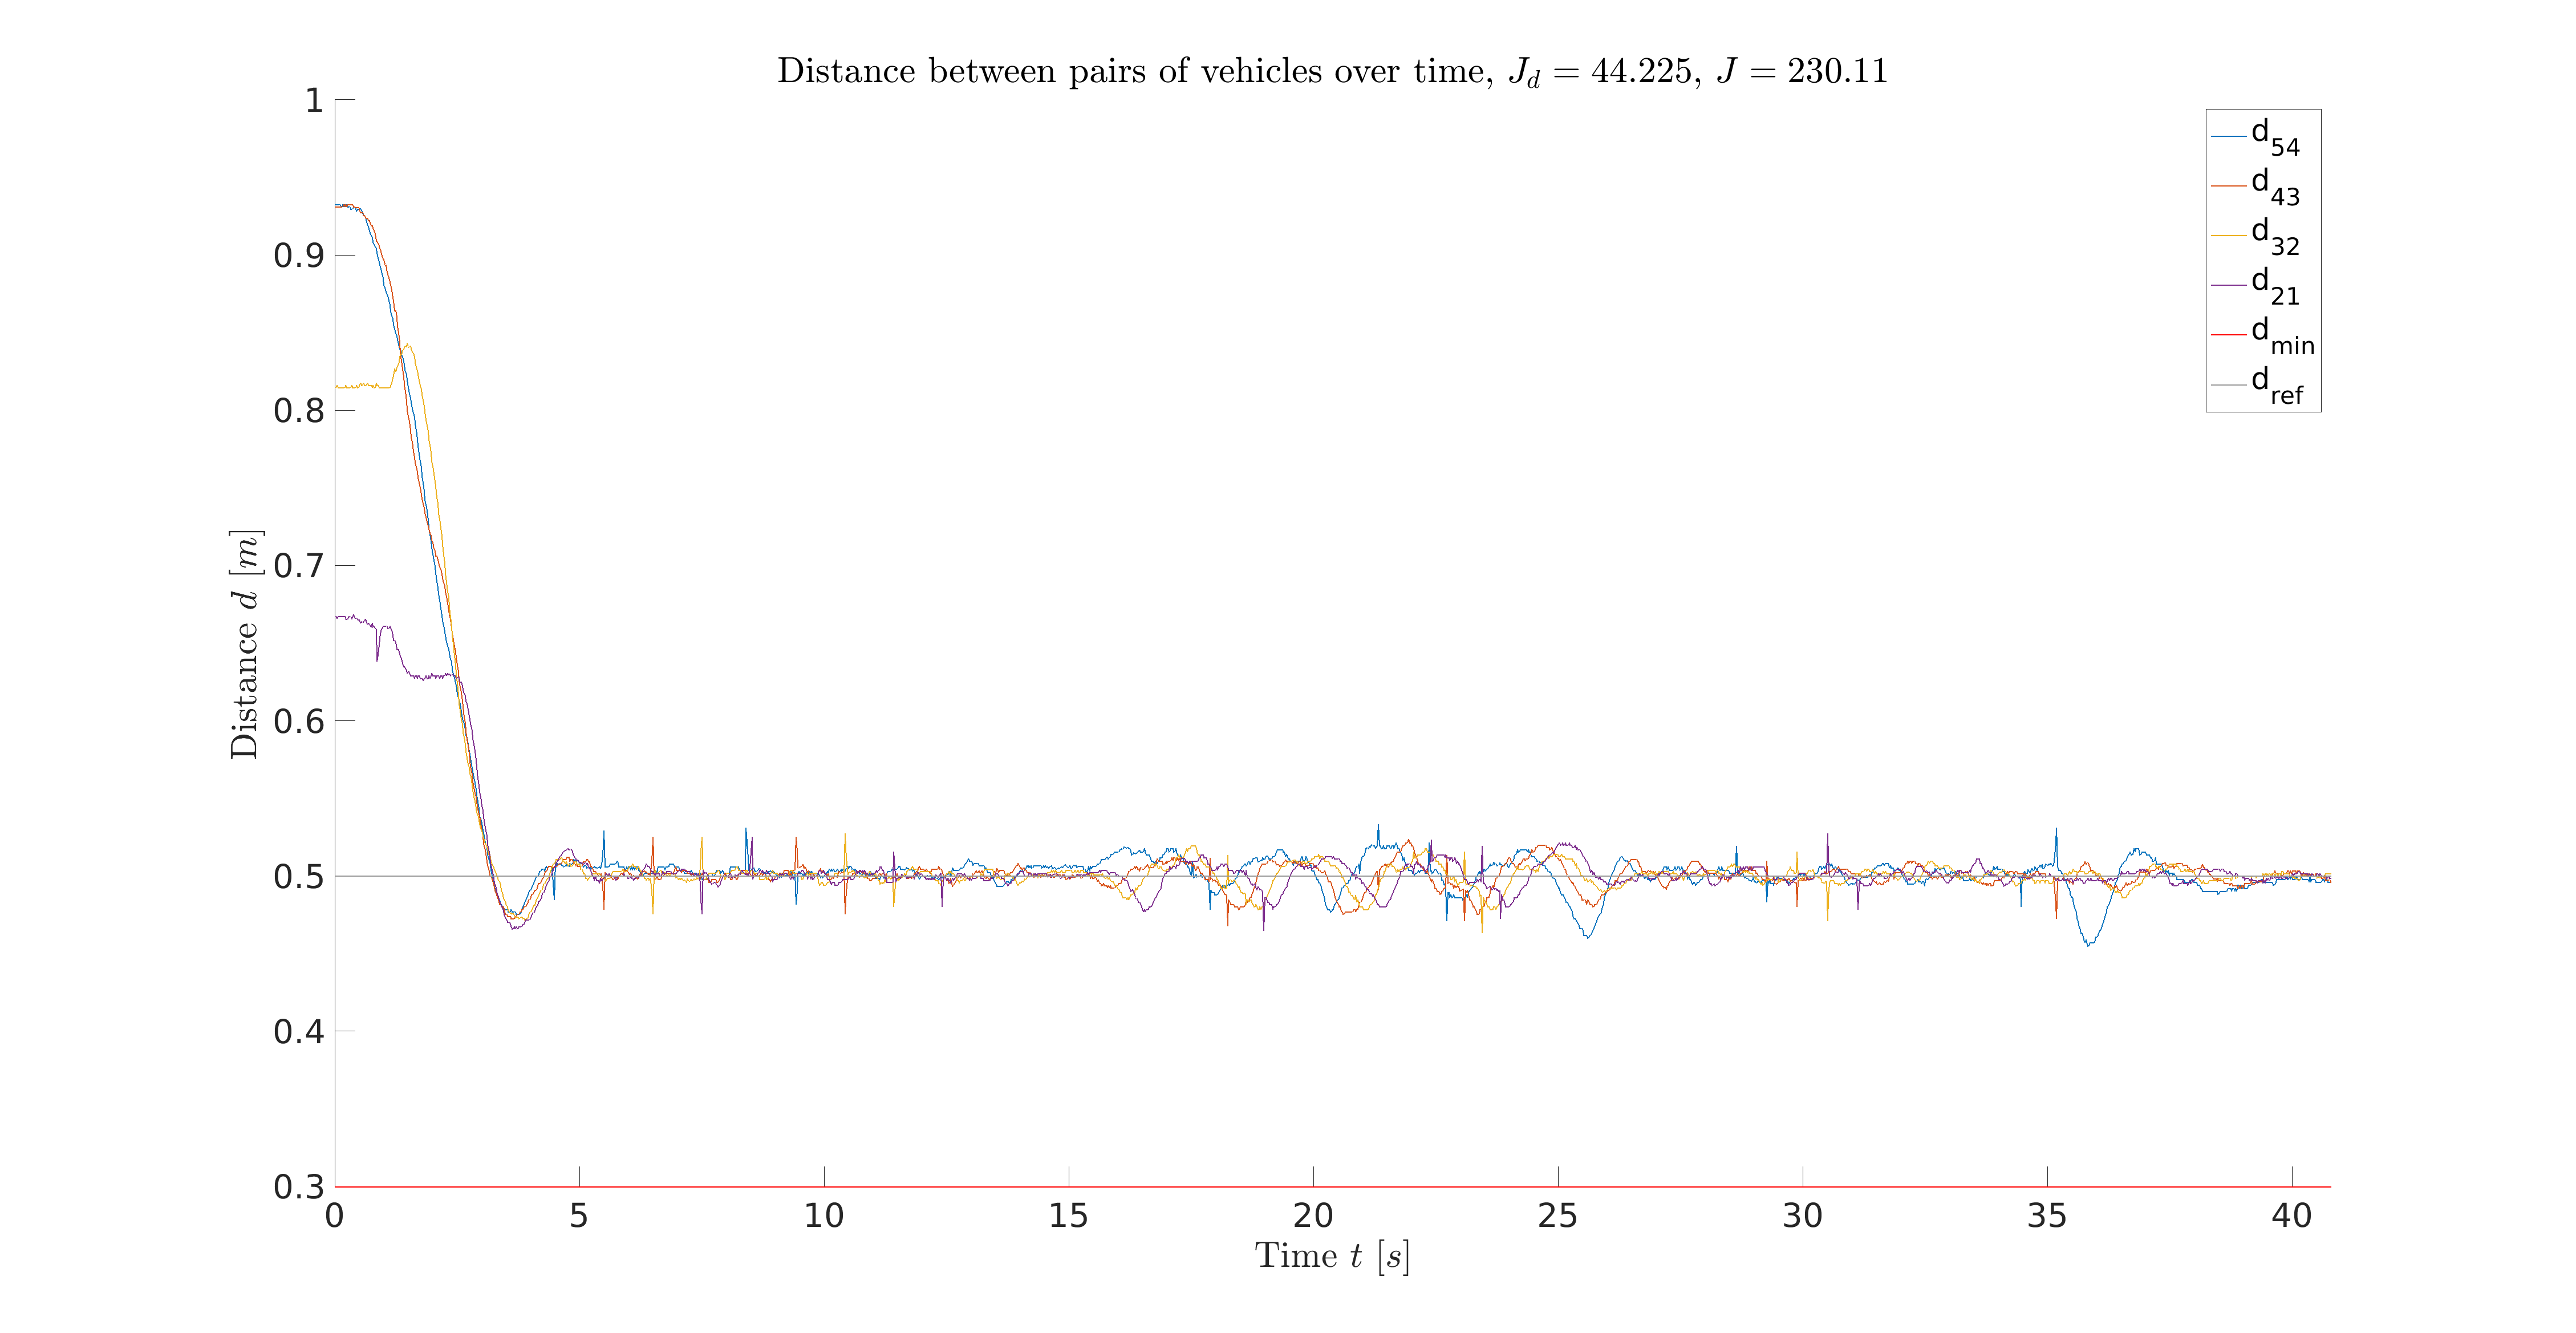 Distance between pairs of vehicles over time, J_d = 44.225, J = 230.11
1
0.9
0.8
0.7
0.6
0.5
0.4
0.3
Distance d [m]
d_54
d_43
d_32
d_21
d_min
d_ref
0 5 10 15 20 25 30 35 40
Time t [s]